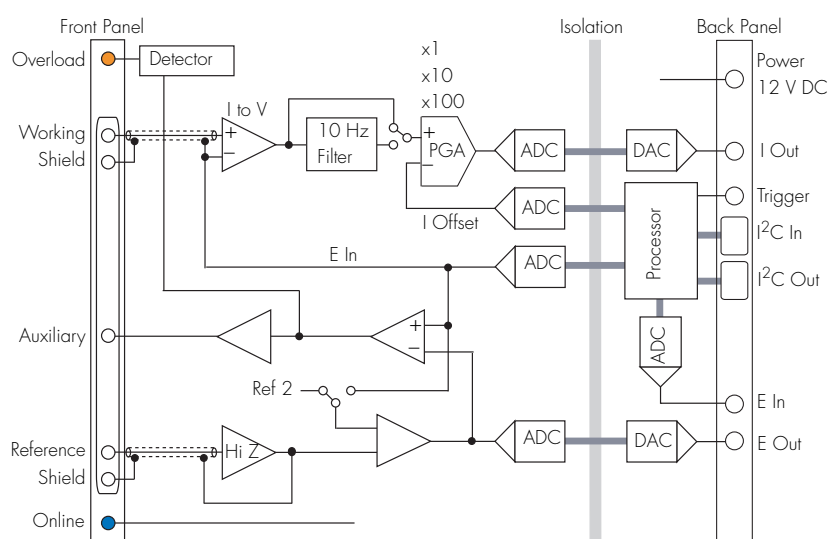 Front Panel
Isolation
Back Panel
Overload
Detector
x1
x10
x100
Power
12 V DC
I to V
Working
Shield
+
−
10 Hz
Filter
+
−
PGA
ADC
DAC
I Out
I Offset
ADC
Processor
Trigger
I²C In
E In
ADC
I²C Out
Auxiliary
+
−
ADC
Ref 2
E In
Reference
Shield
Hi Z
ADC
DAC
E Out
Online